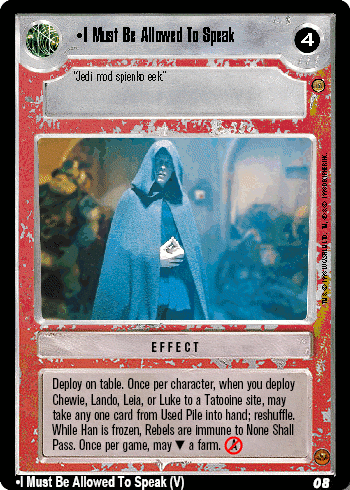 •I Must Be Allowed To Speak
4
"Jedi mod spienko eek."
EFFECT
Deploy on table. Once per character, when you deploy
Chewie, Lando, Leia, or Luke to a Tatooine site, may
take any one card from Used Pile into hand; reshuffle.
While Han is frozen, Rebels are immune to None Shall
Pass. Once per game, may ▼ a farm. A
•I Must Be Allowed To Speak (V)
08